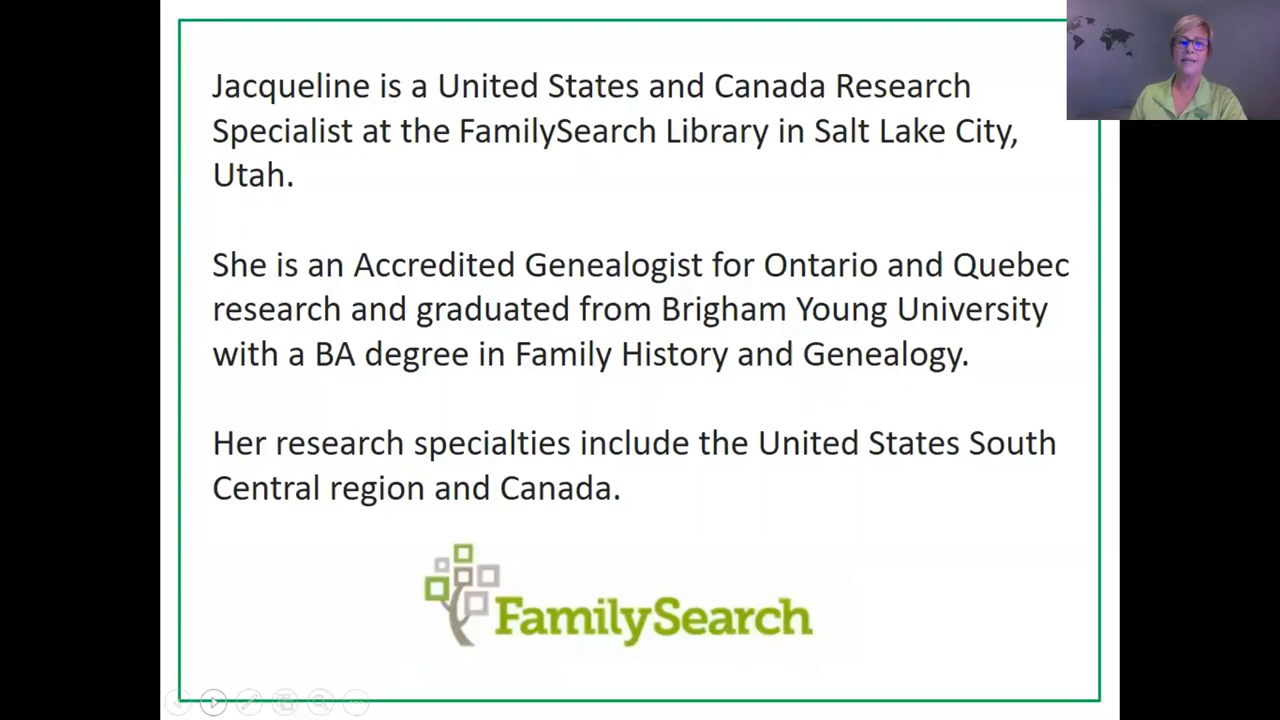 Jacqueline is a United States and Canada Research
Specialist at the FamilySearch Library in Salt Lake City,
Utah.
She is an Accredited Genealogist for Ontario and Quebec
research and graduated from Brigham Young University
with a BA degree in Family History and Genealogy.
Her research specialties include the United States South
Central region and Canada.
FamilySearch